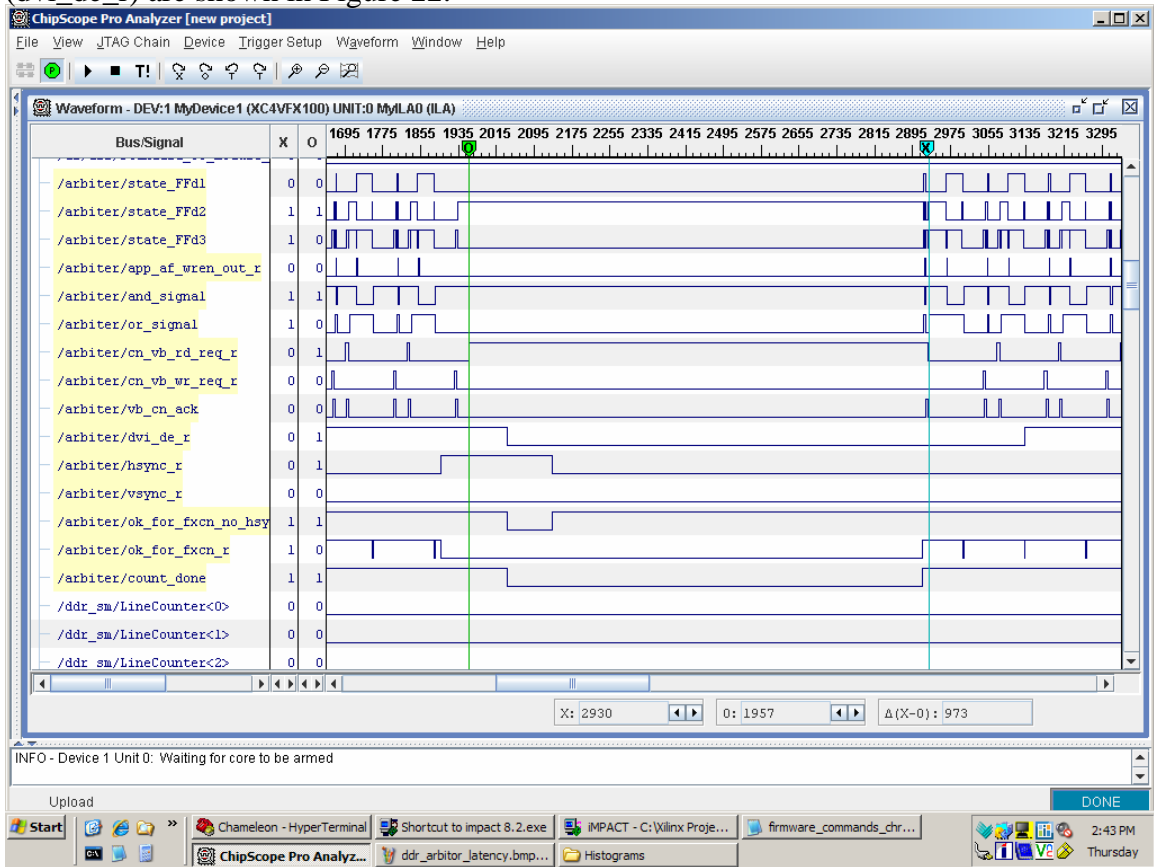 (dvi_de_r) are shown in Figure 22.
ChipScope Pro Analyzer [new project]
File View JTAG Chain Device Trigger Setup Waveform Window Help
T!
Waveform - DEV:1 MyDevice1 (XC4VFX100) UNIT:0 MyILA0 (ILA)
Bus/Signal X O 1695 1775 1855 1935 2015 2095 2175 2255 2335 2415 2495 2575 2655 2735 2815 2895 2975 3055 3135 3215 3295
O X
/arbiter/state_FFd1 0 0
/arbiter/state_FFd2 1 1
/arbiter/state_FFd3 1 0
/arbiter/app_af_wren_out_r 0 0
/arbiter/and_signal 1 1
/arbiter/or_signal 1 0
/arbiter/cn_vb_rd_req_r 0 1
/arbiter/cn_vb_wr_req_r 0 0
/arbiter/vb_cn_ack 0 0
/arbiter/dvi_de_r 0 1
/arbiter/hsync_r 0 1
/arbiter/vsync_r 0 0
/arbiter/ok_for_fxcn_no_hsy 1 1
/arbiter/ok_for_fxcn_r 1 0
/arbiter/count_done 1 1
/ddr_sm/LineCounter<0> 0 0
/ddr_sm/LineCounter<1> 0 0
/ddr_sm/LineCounter<2> 0 0
X: 2930 O: 1957 Δ(X-O): 973
INFO - Device 1 Unit 0: Waiting for core to be armed
Upload DONE
Start » Chameleon - HyperTerminal Shortcut to impact 8.2.exe iMPACT - C:\Xilinx Proje... firmware_commands_chr... 2:43 PM
ChipScope Pro Analyz... ddr_arbitor_latency.bmp... Histograms Thursday